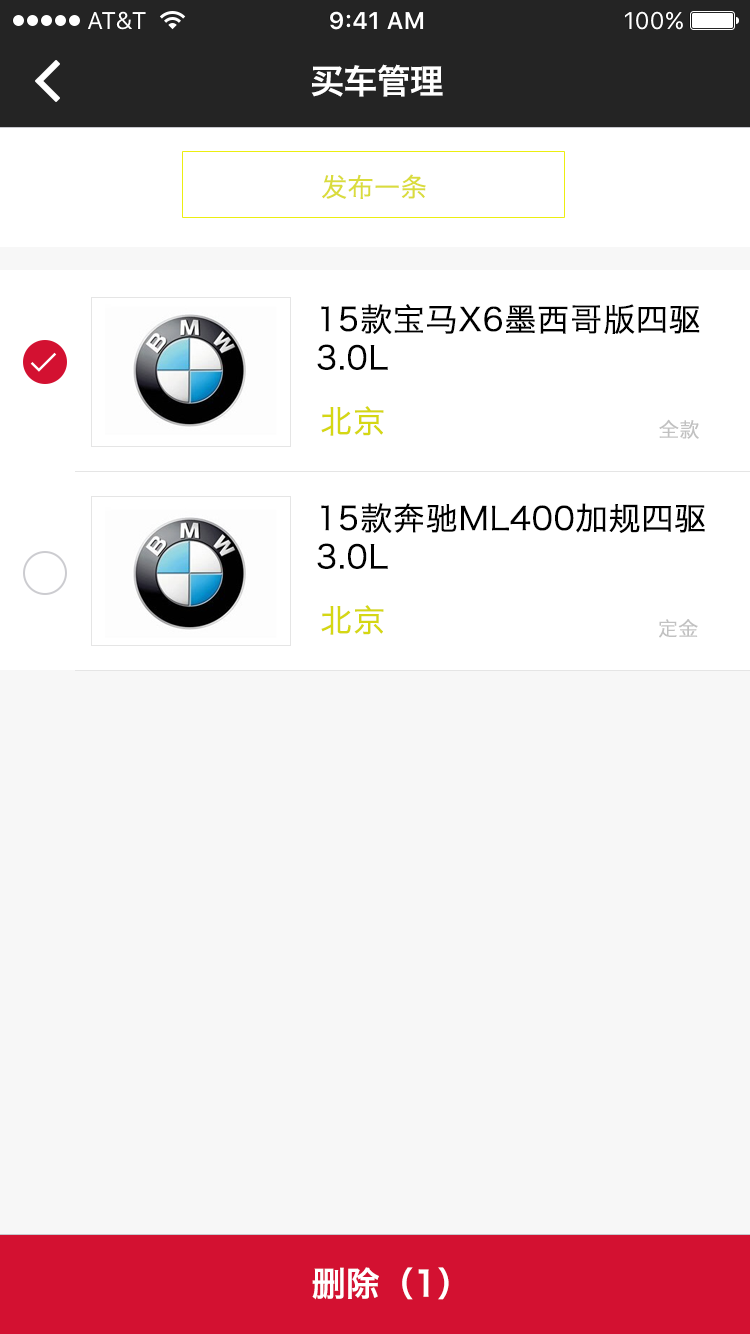 AT&T 9:41 AM 100%
买车管理
发布一条
BMW
15款宝马X6墨西哥版四驱
3.0L
北京
全款
BMW
15款奔驰ML400加规四驱
3.0L
北京
定金
删除（1）